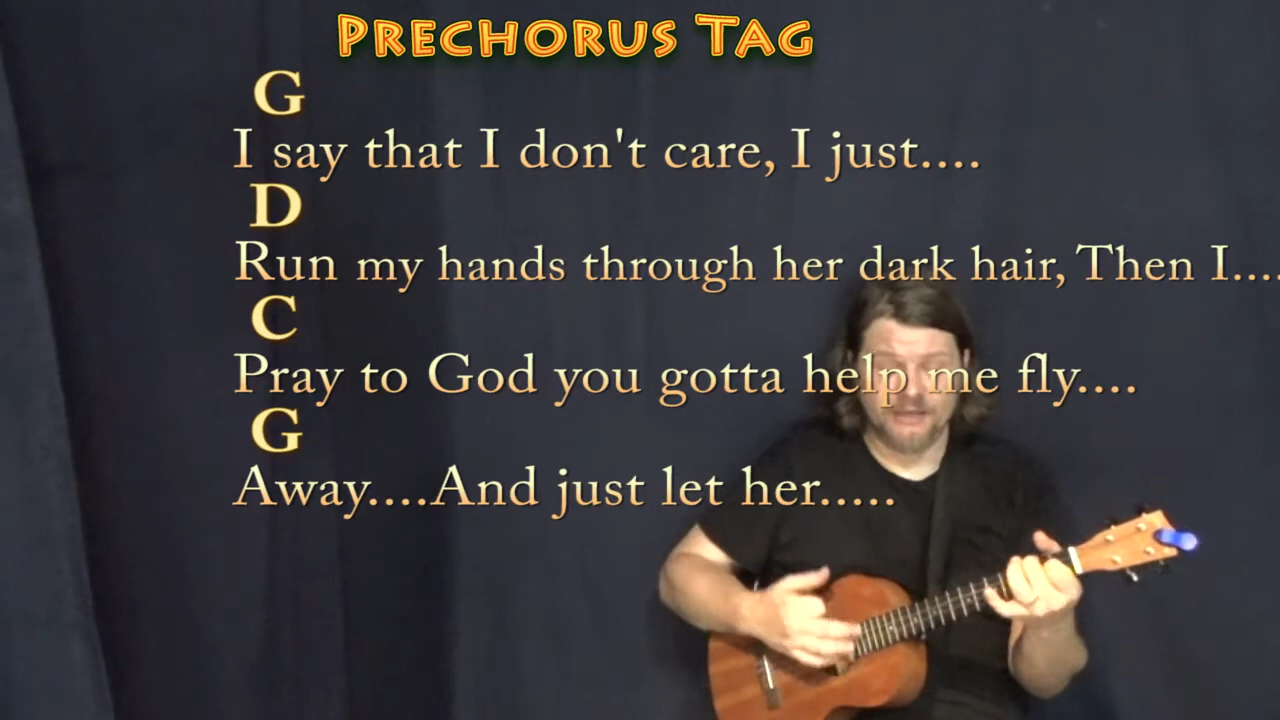 PRECHORUS TAG
G
I say that I don't care, I just....
D
Run my hands through her dark hair, Then I....
C
Pray to God you gotta help me fly....
G
Away....And just let her.....